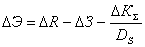 ΔЭ = ΔR − ΔЗ − ΔK_Σ / D_S